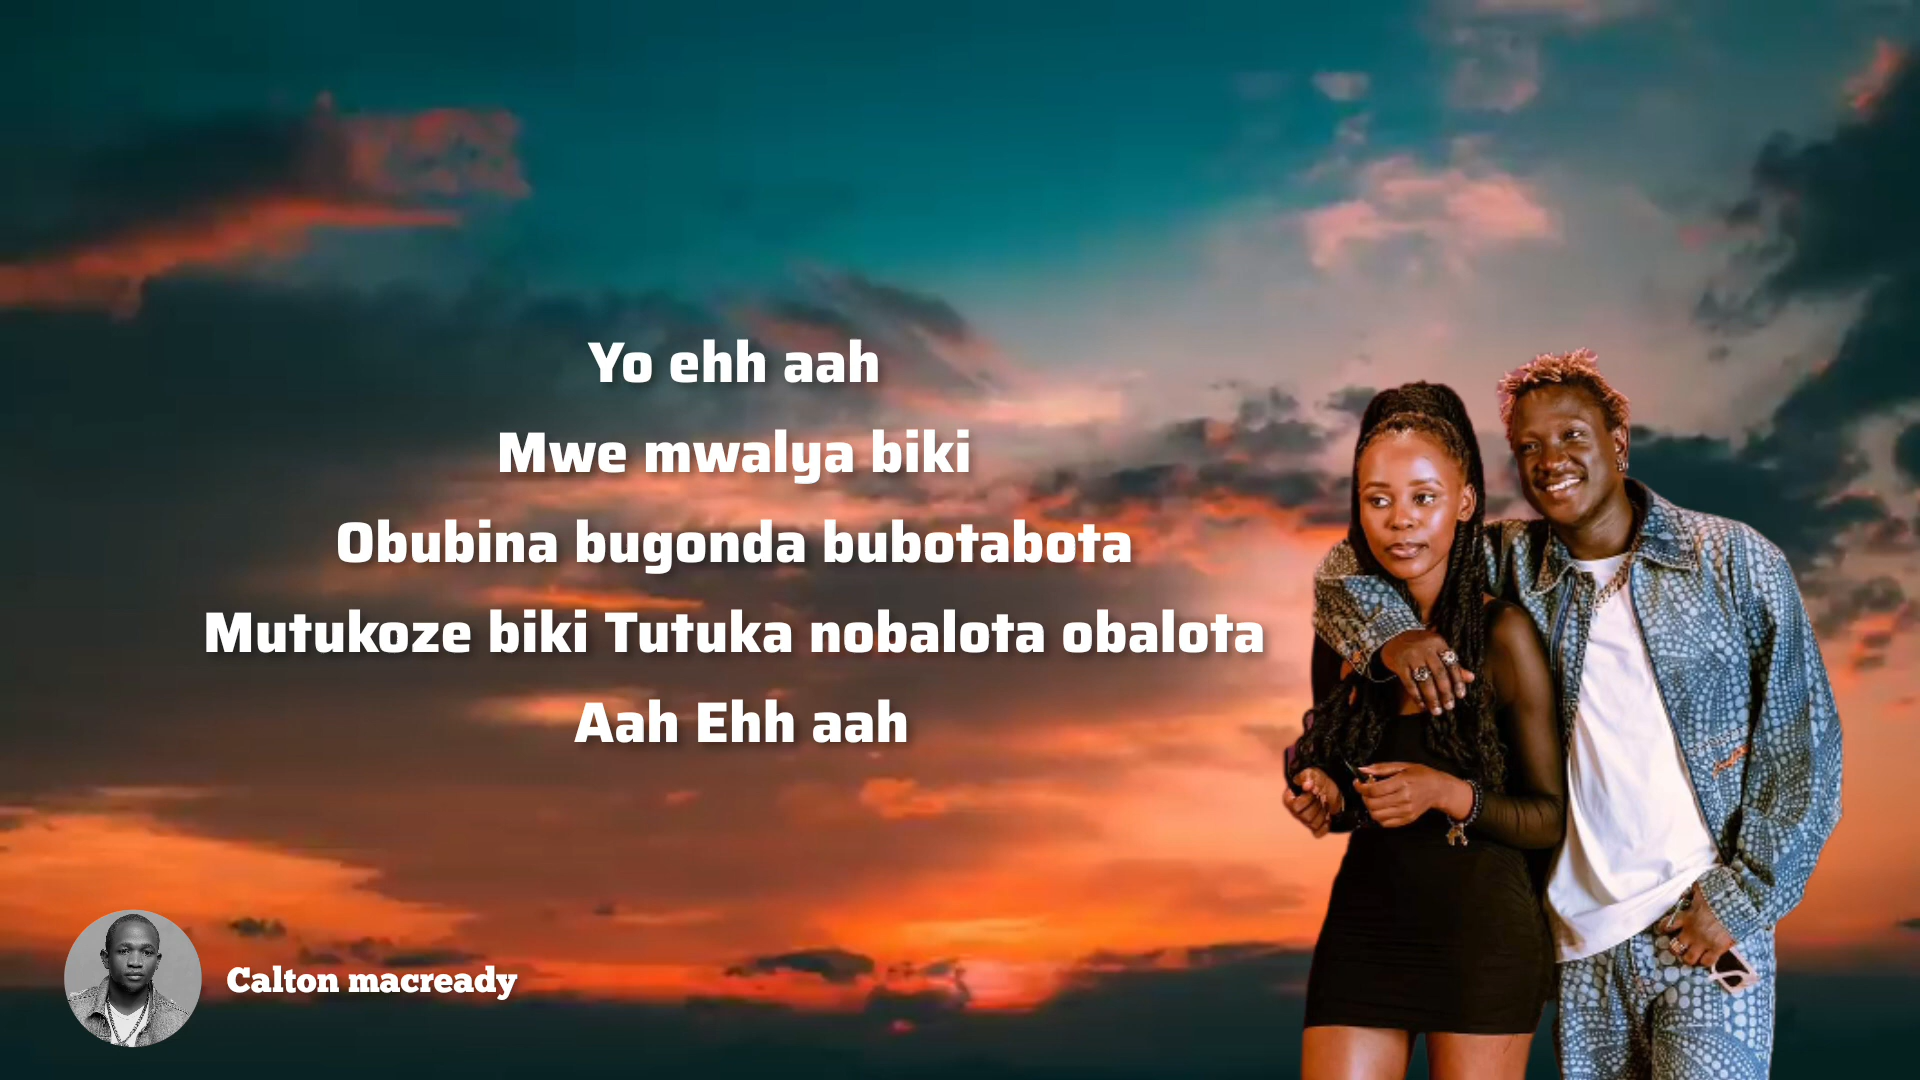 Yo ehh aah
Mwe mwalya biki
Obubina bugonda bubotabota
Mutukoze biki Tutuka nobalota obalota
Aah Ehh aah
Calton macready